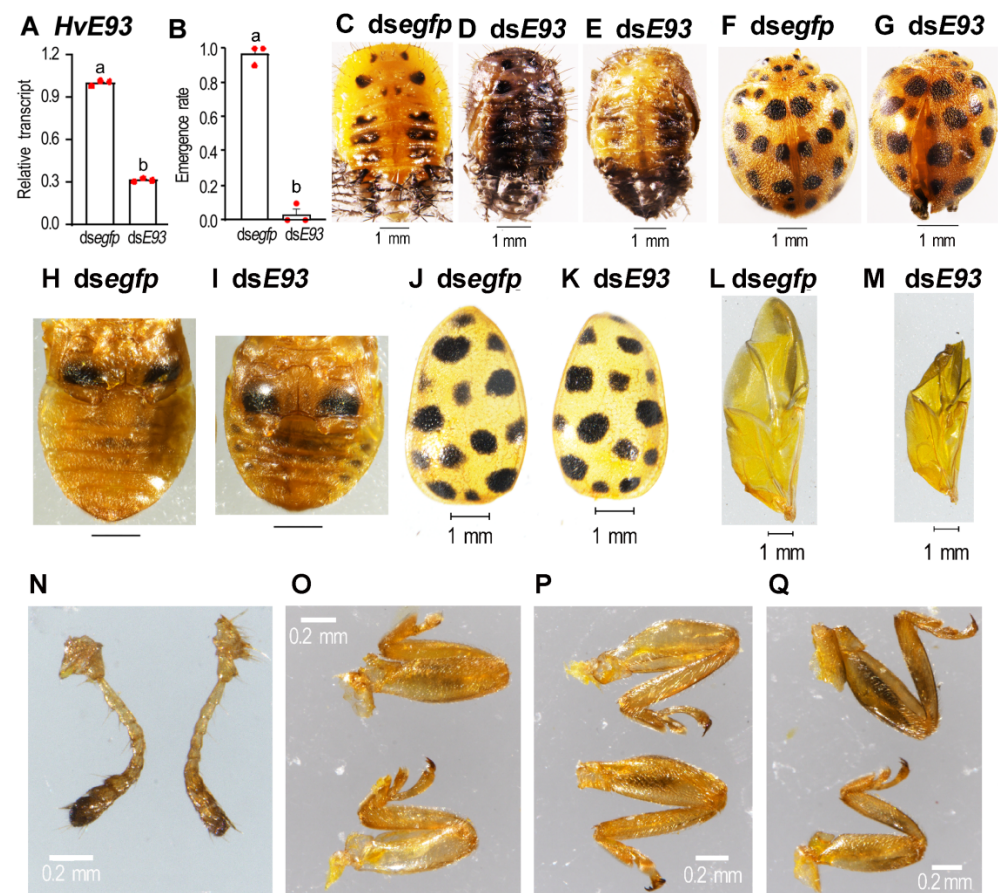 A HvE93
Relative transcript
1.2
0.9
0.6
0.3
0.0
a
b
dsegfp dsE93
B
Emergence rate
1.0
0.8
0.6
0.4
0.2
0.0
a
b
dsegfp dsE93
C dsegfp
1 mm
D dsE93
1 mm
E dsE93
1 mm
F dsegfp
1 mm
G dsE93
1 mm
H dsegfp
I dsE93
J dsegfp
1 mm
K dsE93
1 mm
L dsegfp
1 mm
M dsE93
1 mm
N
0.2 mm
O
0.2 mm
P
0.2 mm
Q
0.2 mm